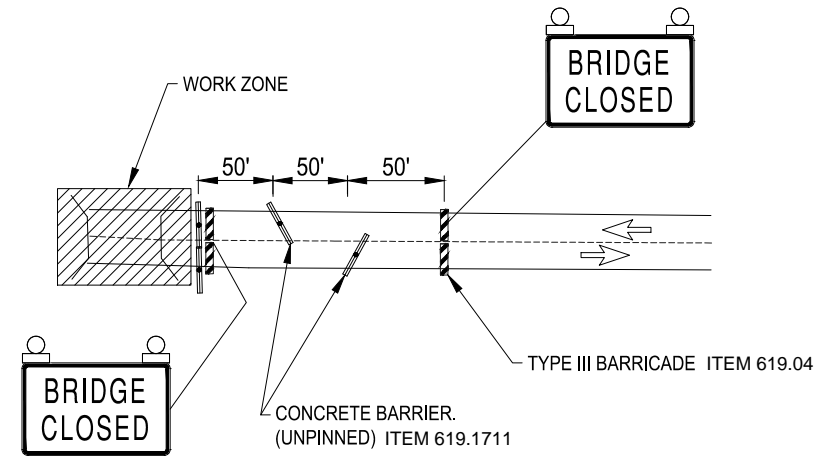 BRIDGE
CLOSED
WORK ZONE
50' 50' 50'
TYPE III BARRICADE ITEM 619.04
BRIDGE
CLOSED
CONCRETE BARRIER.
(UNPINNED) ITEM 619.1711